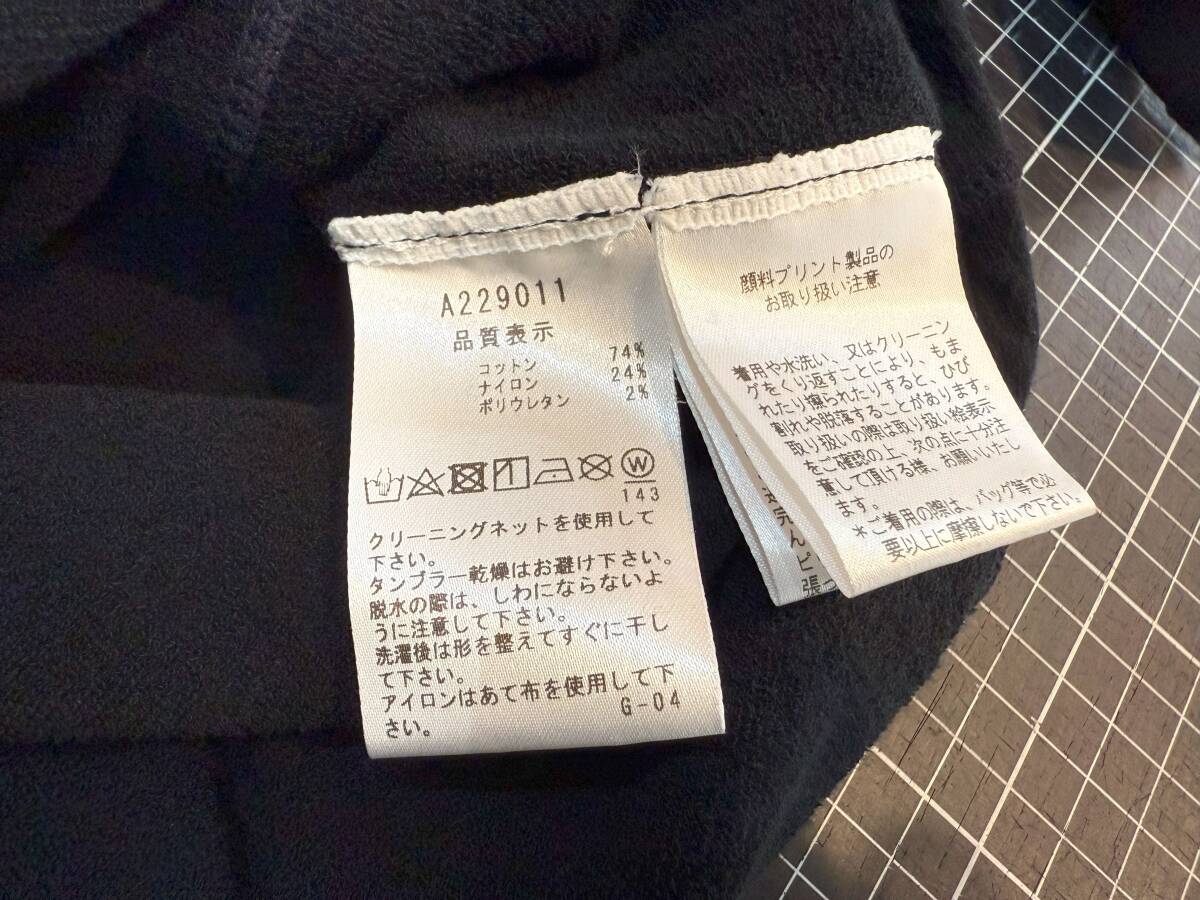 A229011
品質表示
コットン 74%
ナイロン 24%
ポリウレタン 2%
W
143
クリーニングネットを使用して
下さい。
タンブラー乾燥はお避け下さい。
脱水の際は、しわにならないよ
うに注意して下さい。
洗濯後は形を整えてすぐに干し
て下さい。
アイロンはあて布を使用して下
さい。
G-04
顔料プリント製品の
お取り扱い注意
着用や水洗い、又はクリーニン
グをくり返すことにより、もま
れたり擦られたりすると、ひび
割れや脱落することがあります。
取り扱いの際は取り扱い絵表示
をご確認の上、次の点に十分注
意して頂ける様、お願いいたし
ます。
*ご着用の際は、バッグ等で必
要以上に摩擦しないで下さい。
完
ん
ピ
張